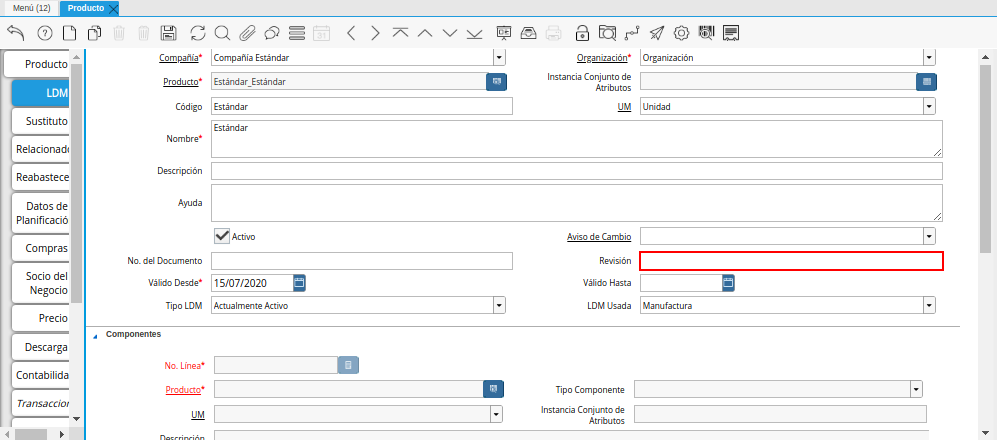 Menú (12) Producto
Producto
LDM
Sustituto
Relacionado
Reabastece
Datos de
Planificació
Compras
Socio del
Negocio
Precio
Descarga
Contabilida
Transaccion
Compañía* Compañía Estándar Organización* Organización
Producto* Estándar_Estándar Instancia Conjunto de
Atributos
Código Estándar UM Unidad
Nombre* Estándar
Descripción
Ayuda
Activo Aviso de Cambio
No. del Documento Revisión
Válido Desde* 15/07/2020 Válido Hasta
Tipo LDM Actualmente Activo LDM Usada Manufactura
Componentes
No. Línea*
Producto* Tipo Componente
UM Instancia Conjunto de
Atributos
Descripción